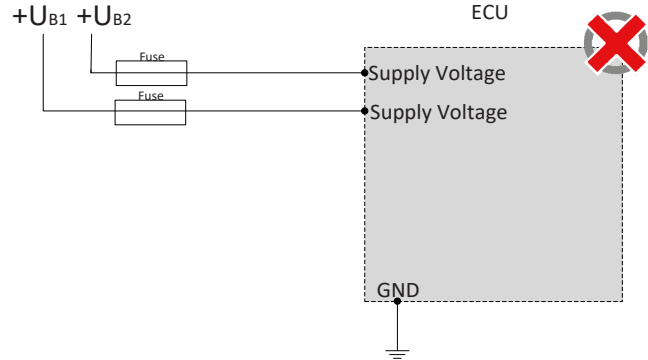 +UB1 +UB2
ECU
Fuse
Supply Voltage
Fuse
Supply Voltage
GND